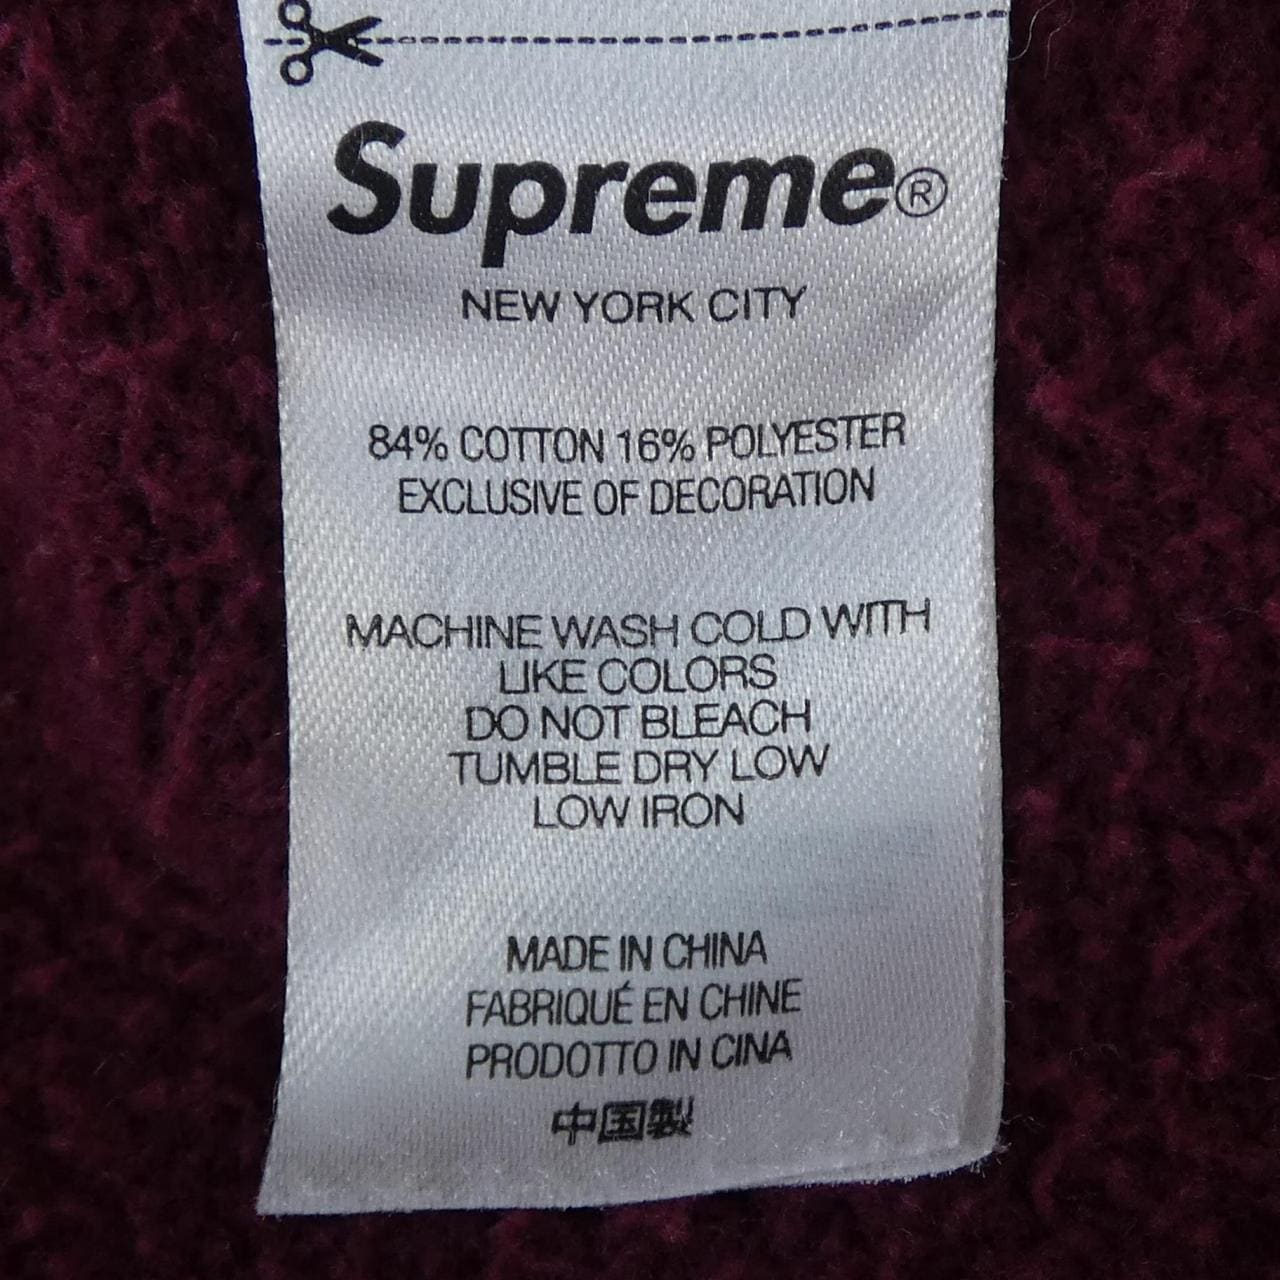 Supreme®
NEW YORK CITY
84% COTTON 16% POLYESTER
EXCLUSIVE OF DECORATION
MACHINE WASH COLD WITH
LIKE COLORS
DO NOT BLEACH
TUMBLE DRY LOW
LOW IRON
MADE IN CHINA
FABRIQUÉ EN CHINE
PRODOTTO IN CINA
中国製